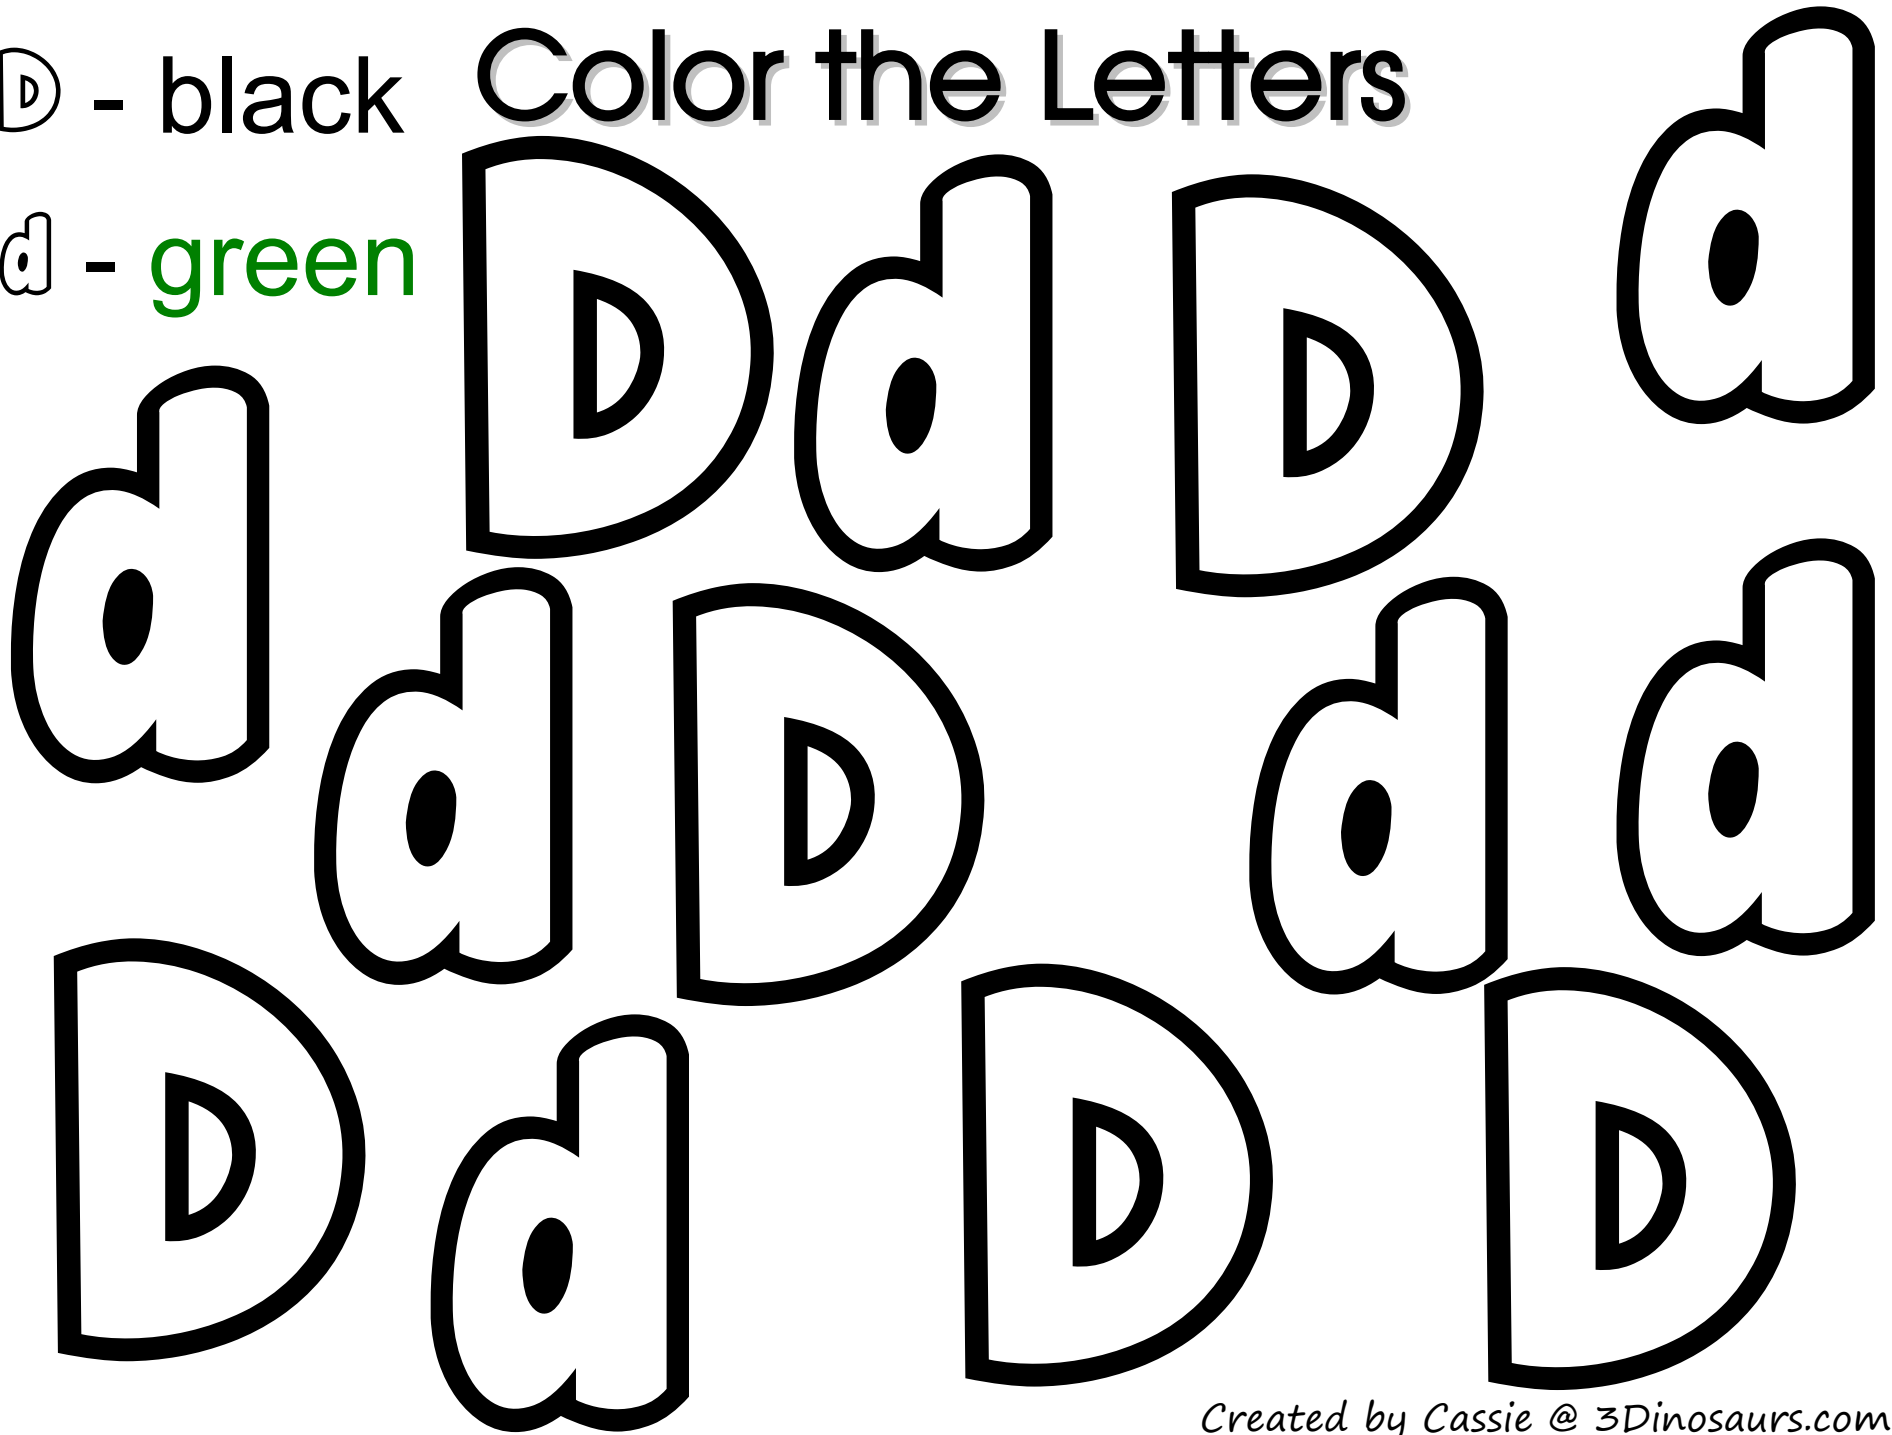 Color the Letters
D - black
d - green
D d D d
d d D d d
D d D D
Created by Cassie @ 3Dinosaurs.com